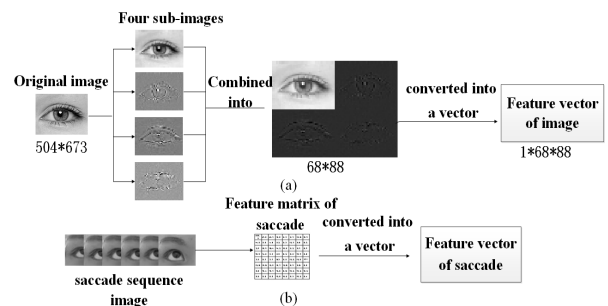 Four sub-images
Original image
504*673
Combined
into
68*88
converted into
a vector
Feature vector
of image
1*68*88
(a)
Feature matrix of
saccade
saccade sequence
image
converted into
a vector
Feature vector
of saccade
(b)